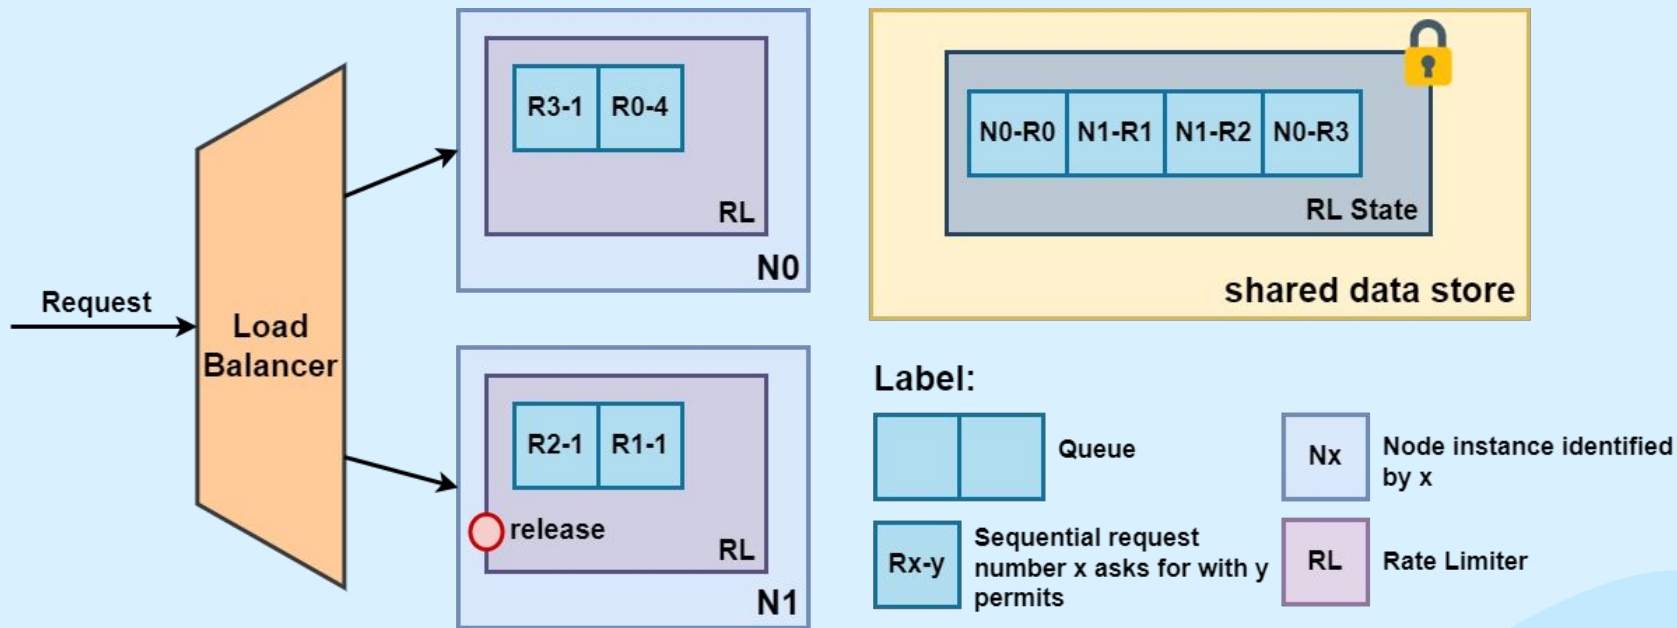 Request
Load
Balancer
R3-1 R0-4
RL
N0
R2-1 R1-1
release
RL
N1
N0-R0 N1-R1 N1-R2 N0-R3
RL State
shared data store
Label:
Queue
Nx
Node instance identified
by x
Rx-y
Sequential request
number x asks for with y
permits
RL
Rate Limiter